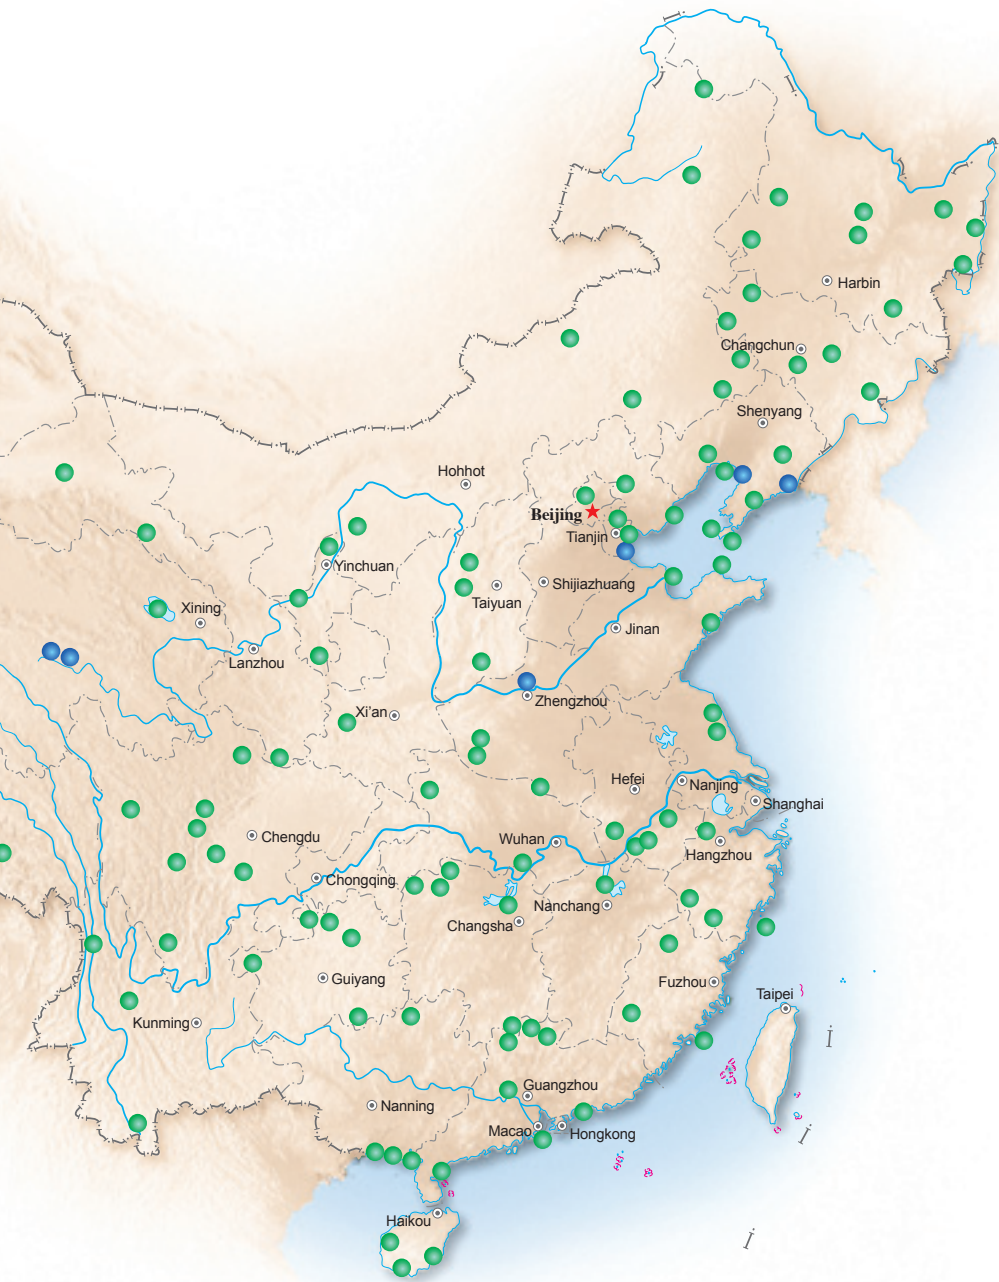 Harbin
Changchun
Shenyang
Hohhot
Beijing
Tianjin
Yinchuan
Shijiazhuang
Taiyuan
Xining
Jinan
Lanzhou
Zhengzhou
Xi'an
Hefei
Nanjing
Shanghai
Chengdu
Wuhan
Hangzhou
Chongqing
Nanchang
Changsha
Guiyang
Fuzhou
Taipei
Kunming
Guangzhou
Nanning
Macao
Hongkong
Haikou